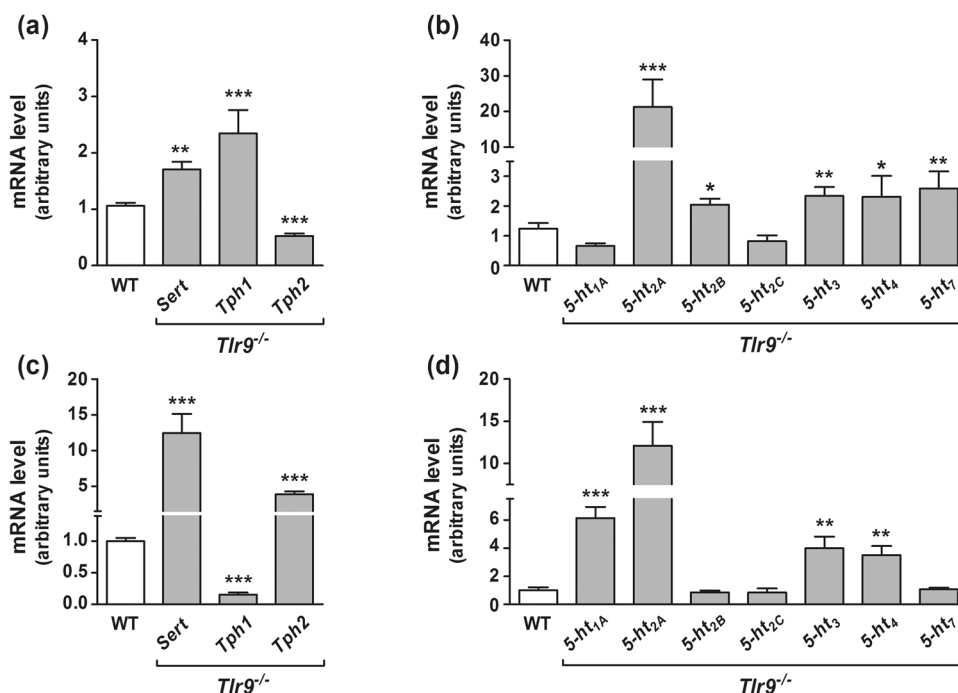 (a)
mRNA level
(arbitrary units)
4
3
2
1
0
**
***
***
WT
Sert
Tph1
Tph2
Tlr9-/-
(b)
mRNA level
(arbitrary units)
40
30
20
10
3
2
1
0
***
*
**
*
**
WT
5-ht1A
5-ht2A
5-ht2B
5-ht2C
5-ht3
5-ht4
5-ht7
Tlr9-/-
(c)
mRNA level
(arbitrary units)
20
15
10
5
1.0
0.5
0.0
***
***
***
WT
Sert
Tph1
Tph2
Tlr9-/-
(d)
mRNA level
(arbitrary units)
20
15
10
6
4
2
0
***
***
**
**
WT
5-ht1A
5-ht2A
5-ht2B
5-ht2C
5-ht3
5-ht4
5-ht7
Tlr9-/-